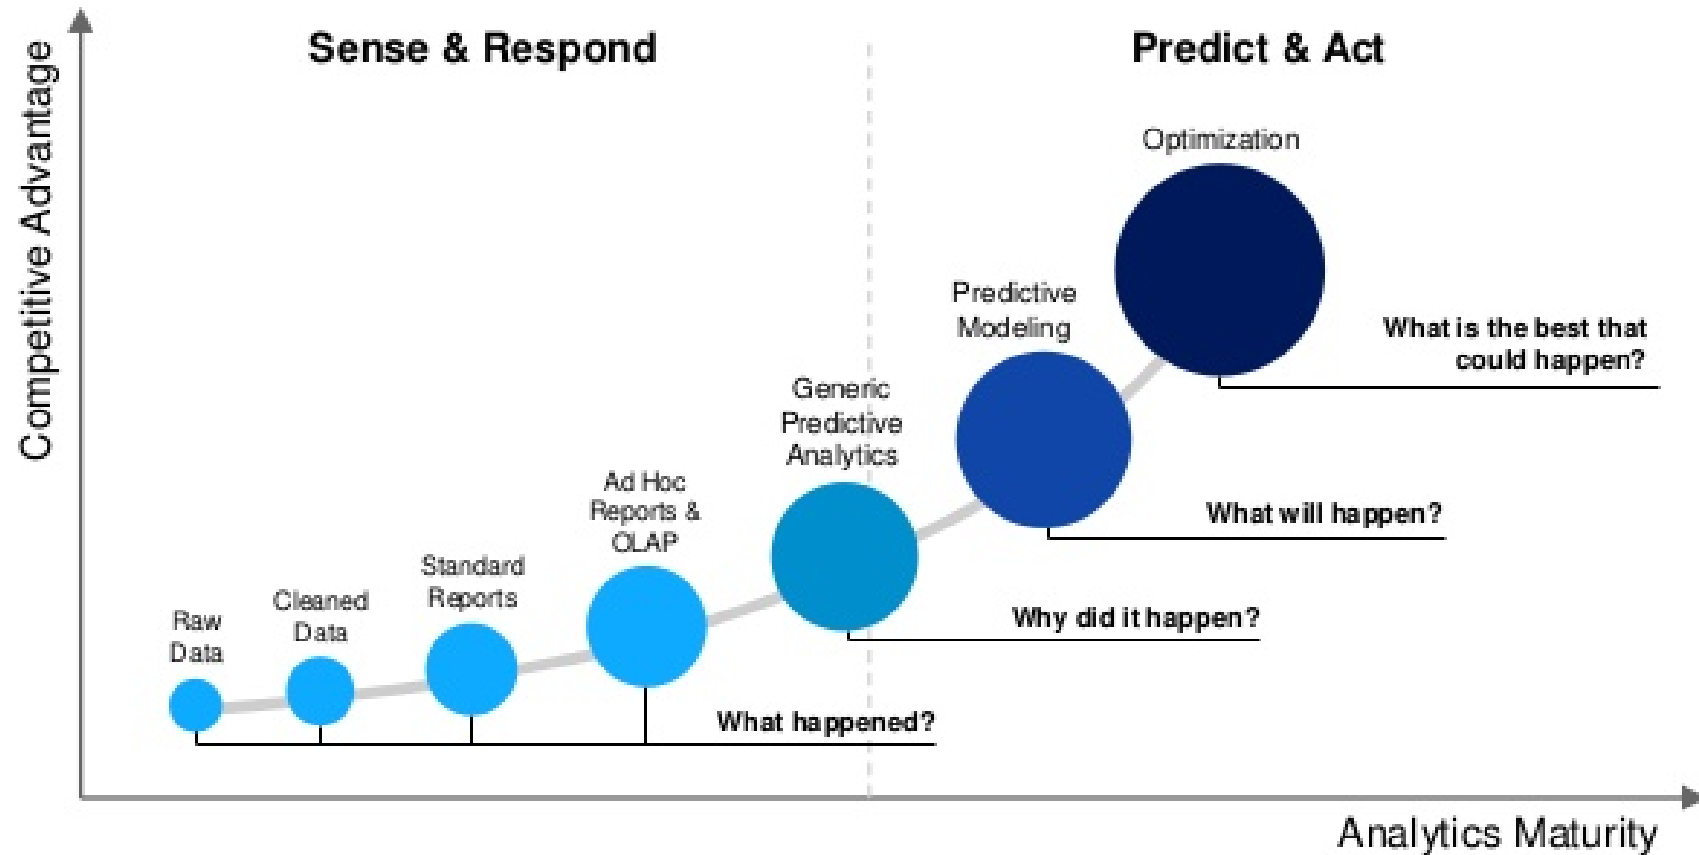 Sense & Respond
Predict & Act
Competitive Advantage
Optimization
Predictive
Modeling
What is the best that
could happen?
Generic
Predictive
Analytics
Ad Hoc
Reports &
OLAP
What will happen?
Standard
Reports
Cleaned
Data
Raw
Data
Why did it happen?
What happened?
Analytics Maturity